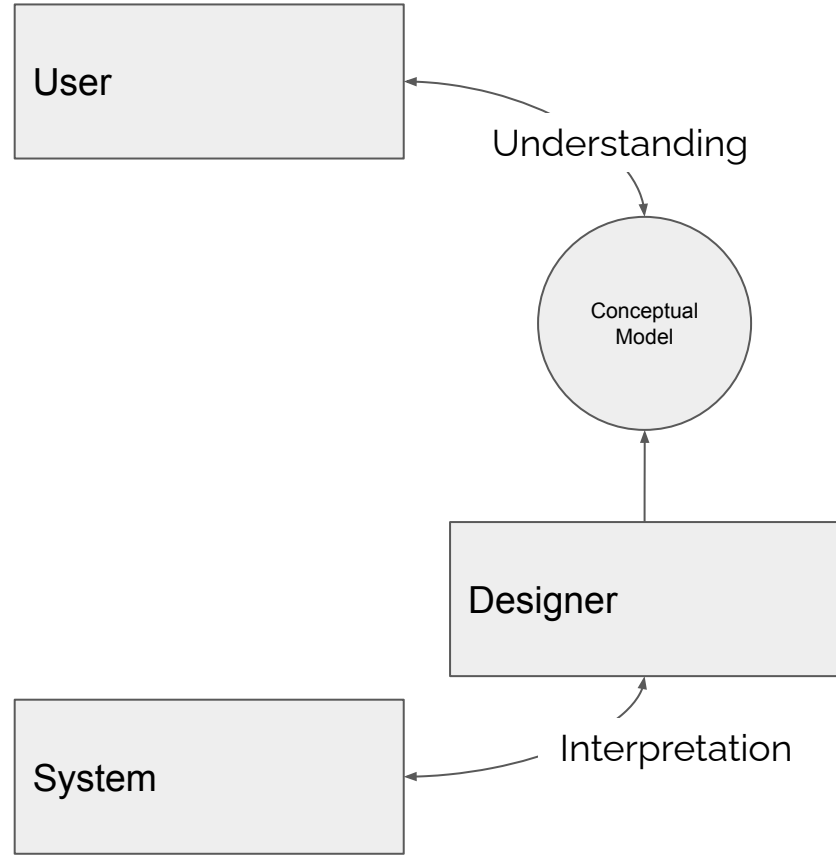 User
Understanding
Conceptual
Model
Designer
Interpretation
System